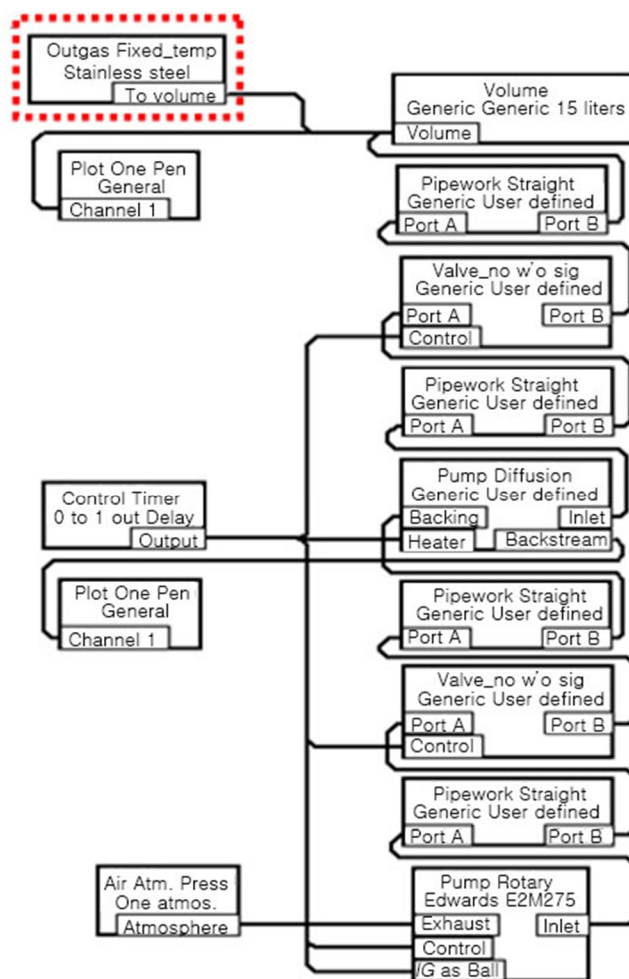 Outgas Fixed_temp
Stainless steel
To volume
Volume
Generic Generic 15 liters
Volume
Plot One Pen
General
Channel 1
Pipework Straight
Generic User defined
Port A Port B
Valve_no w'o sig
Generic User defined
Port A Port B
Control
Pipework Straight
Generic User defined
Port A Port B
Control Timer
0 to 1 out Delay
Output
Pump Diffusion
Generic User defined
Backing Inlet
Heater Backstream
Plot One Pen
General
Channel 1
Pipework Straight
Generic User defined
Port A Port B
Valve_no w'o sig
Generic User defined
Port A Port B
Control
Pipework Straight
Generic User defined
Port A Port B
Air Atm. Press
One atmos.
Atmosphere
Pump Rotary
Edwards E2M275
Exhaust Inlet
Control
/G as Ball